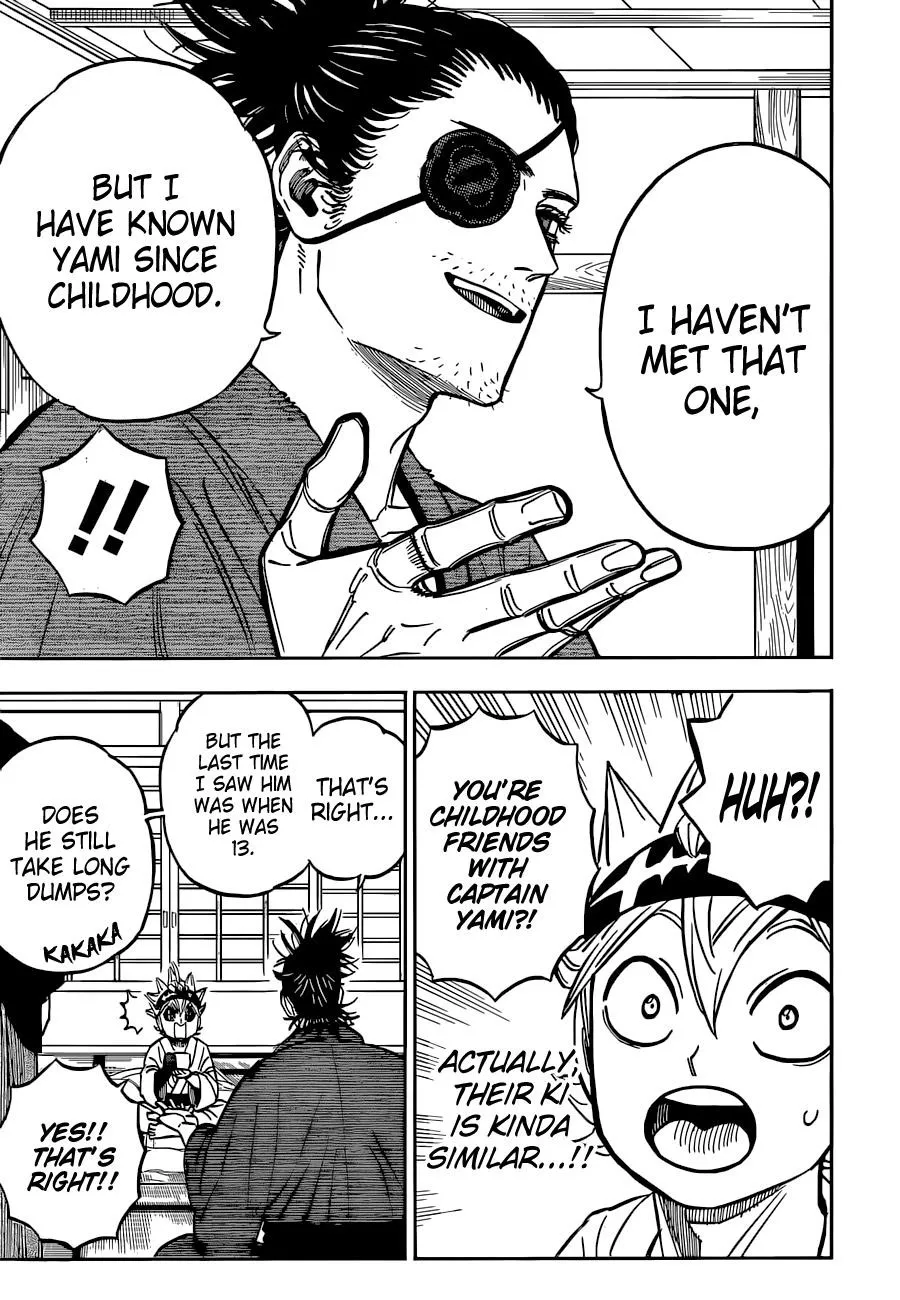 I HAVEN'T
MET THAT
ONE,
BUT I
HAVE KNOWN
YAMI SINCE
CHILDHOOD.
!!
HUH?!
YOU'RE
CHILDHOOD
FRIENDS
WITH
CAPTAIN
YAMI?!
ACTUALLY,
THEIR KI
IS KINDA
SIMILAR...!!
THAT'S
RIGHT...
BUT THE
LAST TIME
I SAW HIM
WAS WHEN
HE WAS
13.
DOES
HE STILL
TAKE LONG
DUMPS?
KAKAKA
YES!!
THAT'S
RIGHT!!